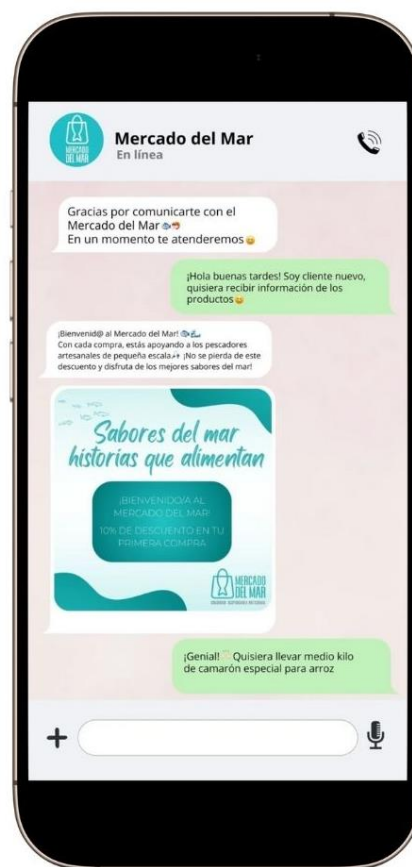 MERCADO
DEL MAR
Mercado del Mar
En línea
Gracias por comunicarte con el
Mercado del Mar 🐟🦐
En un momento te atenderemos😊
¡Hola buenas tardes! Soy cliente nuevo,
quisiera recibir información de los
productos😊
¡Bienvenid@ al Mercado del Mar!
Con cada compra, estás apoyando a los pescadores
artesanales de pequeña escala ¡No se pierda de este
descuento y disfruta de los mejores sabores del mar!
Sabores del mar
historias que alimentan
¡BIENVENIDO/A AL
MERCADO DEL MAR!
10% DE DESCUENTO EN TU
PRIMERA COMPRA
MERCADO
DEL MAR
¡Genial! Quisiera llevar medio kilo
de camarón especial para arroz